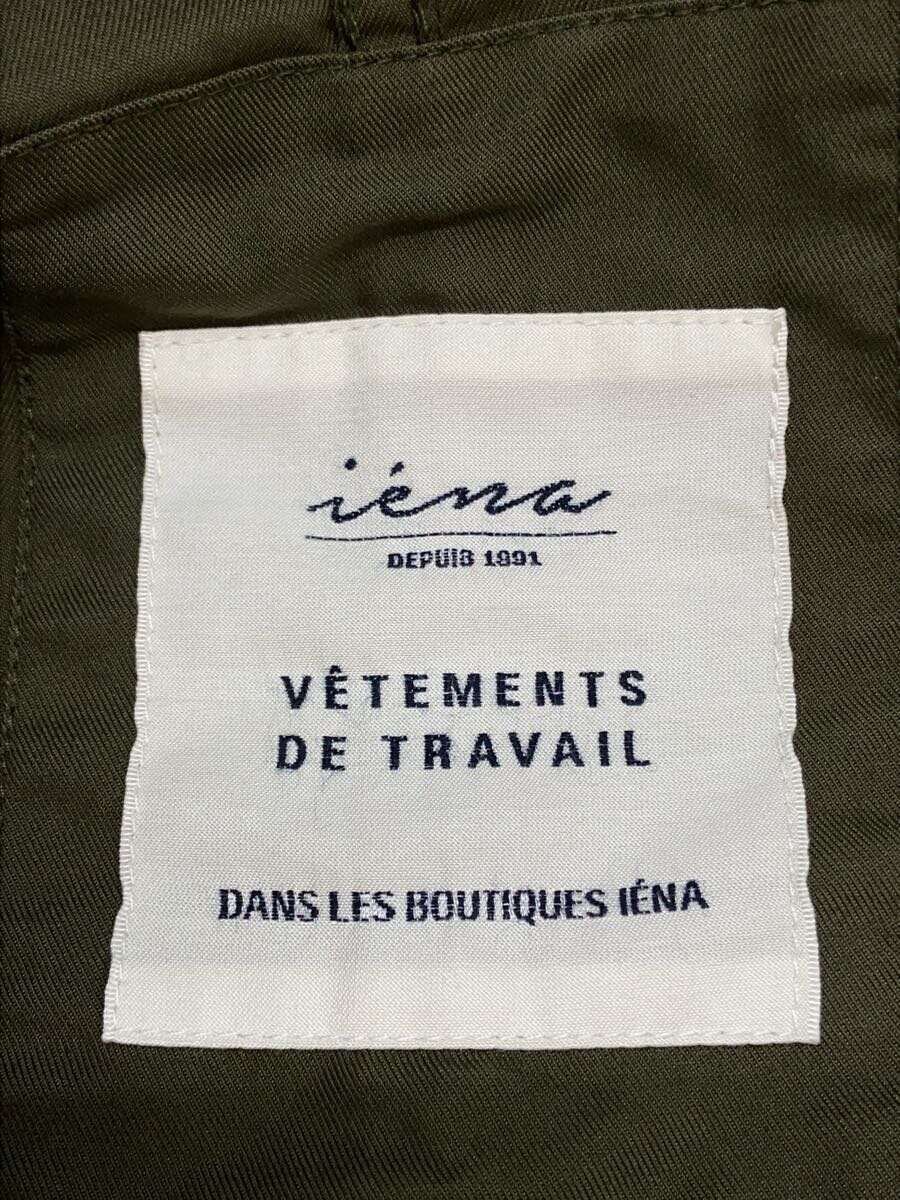 iéna
DEPUIS 1991
VÊTEMENTS
DE TRAVAIL
DANS LES BOUTIQUES IÉNA